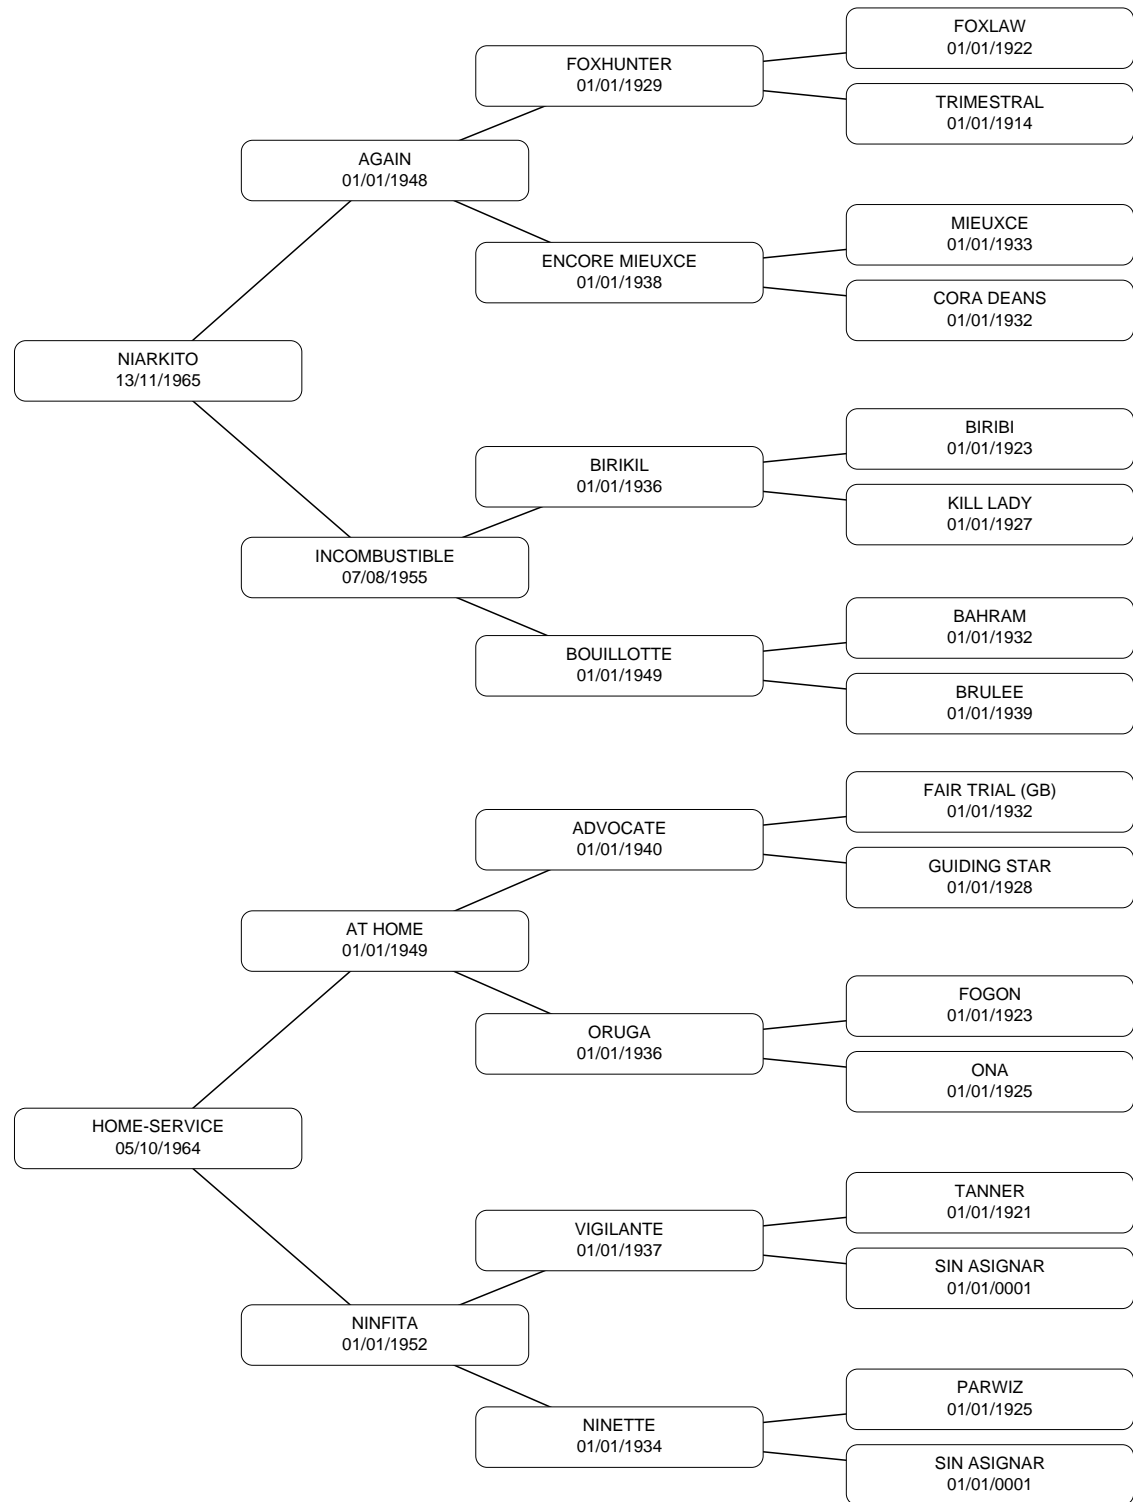 FOXLAW
01/01/1922
FOXHUNTER
01/01/1929
TRIMESTRAL
01/01/1914
AGAIN
01/01/1948
MIEUXCE
01/01/1933
ENCORE MIEUXCE
01/01/1938
CORA DEANS
01/01/1932
NIARKITO
13/11/1965
BIRIBI
01/01/1923
BIRIKIL
01/01/1936
KILL LADY
01/01/1927
INCOMBUSTIBLE
07/08/1955
BAHRAM
01/01/1932
BOUILLOTTE
01/01/1949
BRULEE
01/01/1939
FAIR TRIAL (GB)
01/01/1932
ADVOCATE
01/01/1940
GUIDING STAR
01/01/1928
AT HOME
01/01/1949
FOGON
01/01/1923
ORUGA
01/01/1936
ONA
01/01/1925
HOME-SERVICE
05/10/1964
TANNER
01/01/1921
VIGILANTE
01/01/1937
SIN ASIGNAR
01/01/0001
NINFITA
01/01/1952
PARWIZ
01/01/1925
NINETTE
01/01/1934
SIN ASIGNAR
01/01/0001